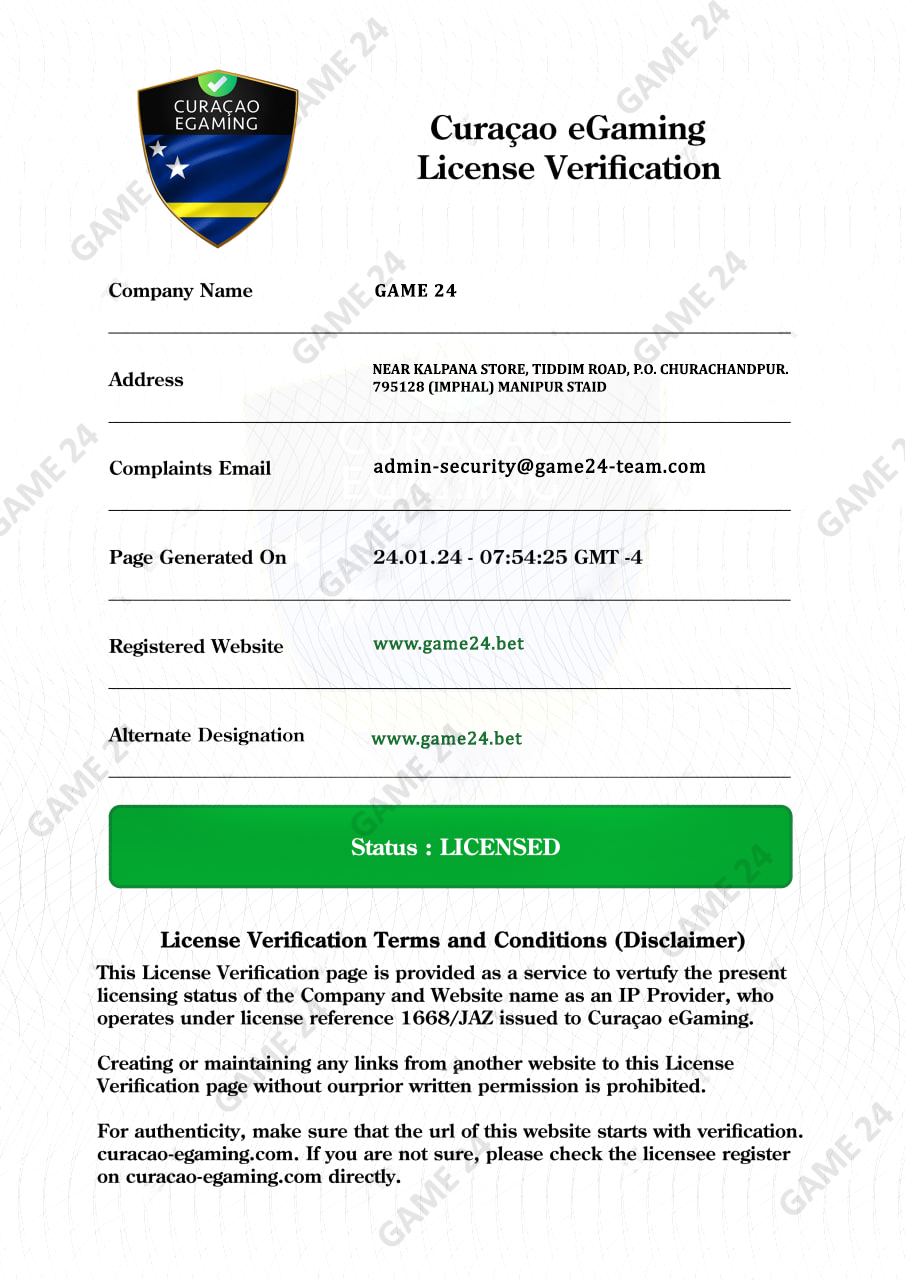 CURAÇAO
EGAMING
Curaçao eGaming
License Verification
Company Name
GAME 24
Address
NEAR KALPANA STORE, TIDDIM ROAD, P.O. CHURACHANDPUR.
795128 (IMPHAL) MANIPUR STAID
Complaints Email
admin-security@game24-team.com
Page Generated On
24.01.24 - 07:54:25 GMT -4
Registered Website
www.game24.bet
Alternate Designation
www.game24.bet
Status : LICENSED
License Verification Terms and Conditions (Disclaimer)
This License Verification page is provided as a service to vertufy the present
licensing status of the Company and Website name as an IP Provider, who
operates under license reference 1668/JAZ issued to Curaçao eGaming.
Creating or maintaining any links from another website to this License
Verification page without ourprior written permission is prohibited.
For authenticity, make sure that the url of this website starts with verification.
curacao-egaming.com. If you are not sure, please check the licensee register
on curacao-egaming.com directly.
CURAÇAO
EGAMING
GAME 24
GAME 24
GAME 24
GAME 24
GAME 24
GAME 24
GAME 24
GAME 24
GAME 24
GAME 24
GAME 24
GAME 24
GAME 24
GAME 24